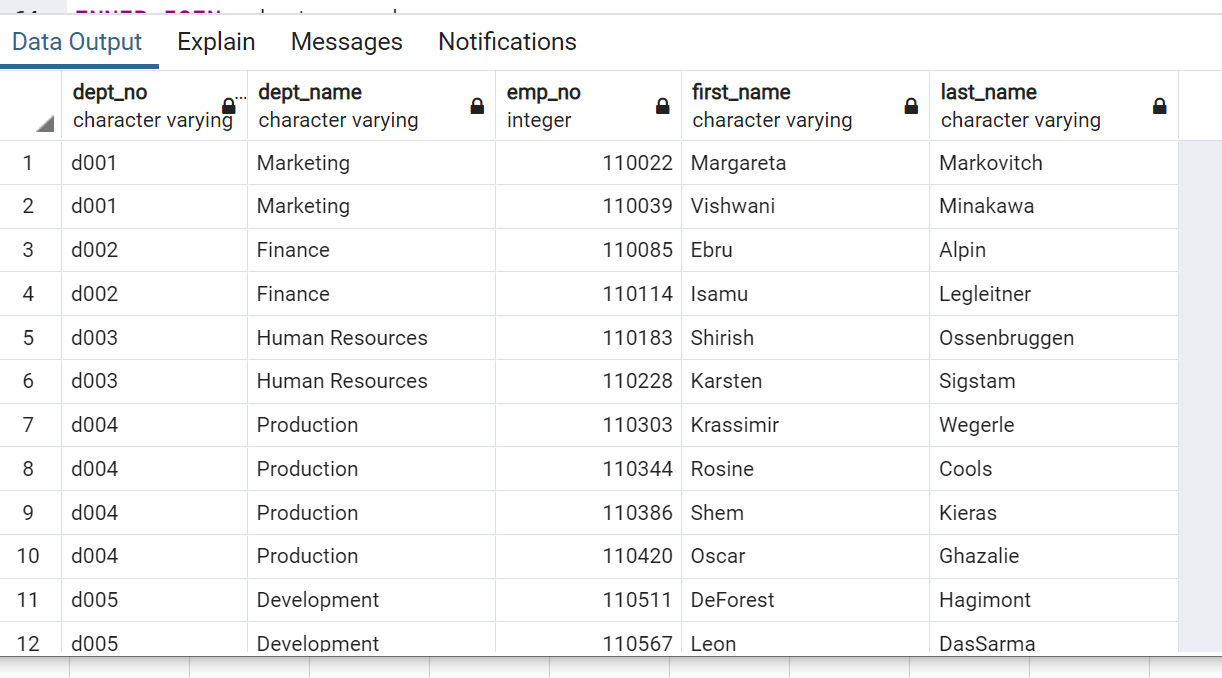 Data Output Explain Messages Notifications
dept_no dept_name emp_no first_name last_name
character varying character varying integer character varying character varying
1 d001 Marketing 110022 Margareta Markovitch
2 d001 Marketing 110039 Vishwani Minakawa
3 d002 Finance 110085 Ebru Alpin
4 d002 Finance 110114 Isamu Legleitner
5 d003 Human Resources 110183 Shirish Ossenbruggen
6 d003 Human Resources 110228 Karsten Sigstam
7 d004 Production 110303 Krassimir Wegerle
8 d004 Production 110344 Rosine Cools
9 d004 Production 110386 Shem Kieras
10 d004 Production 110420 Oscar Ghazalie
11 d005 Development 110511 DeForest Hagimont
12 d005 Development 110567 Leon DasSarma